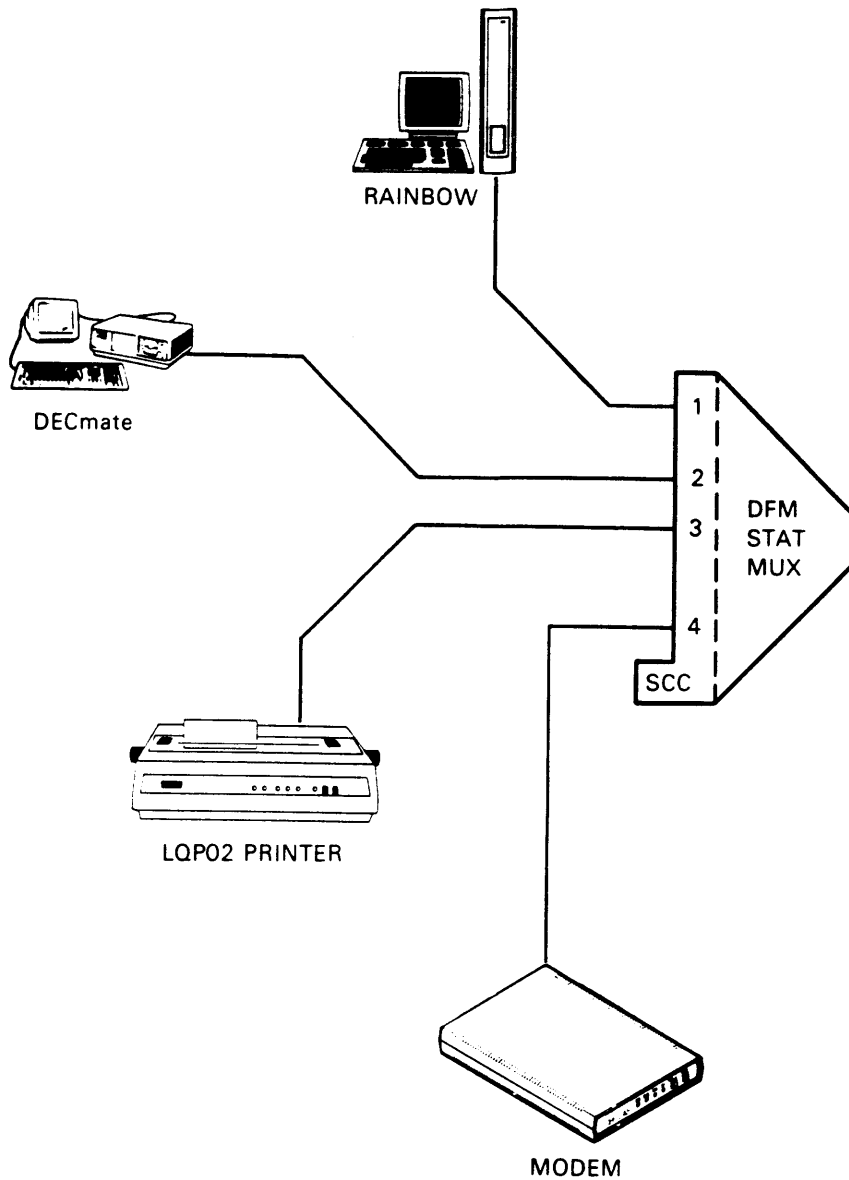 RAINBOW
DECmate
1
2
3
4
DFM
STAT
MUX
SCC
LQP02 PRINTER
MODEM